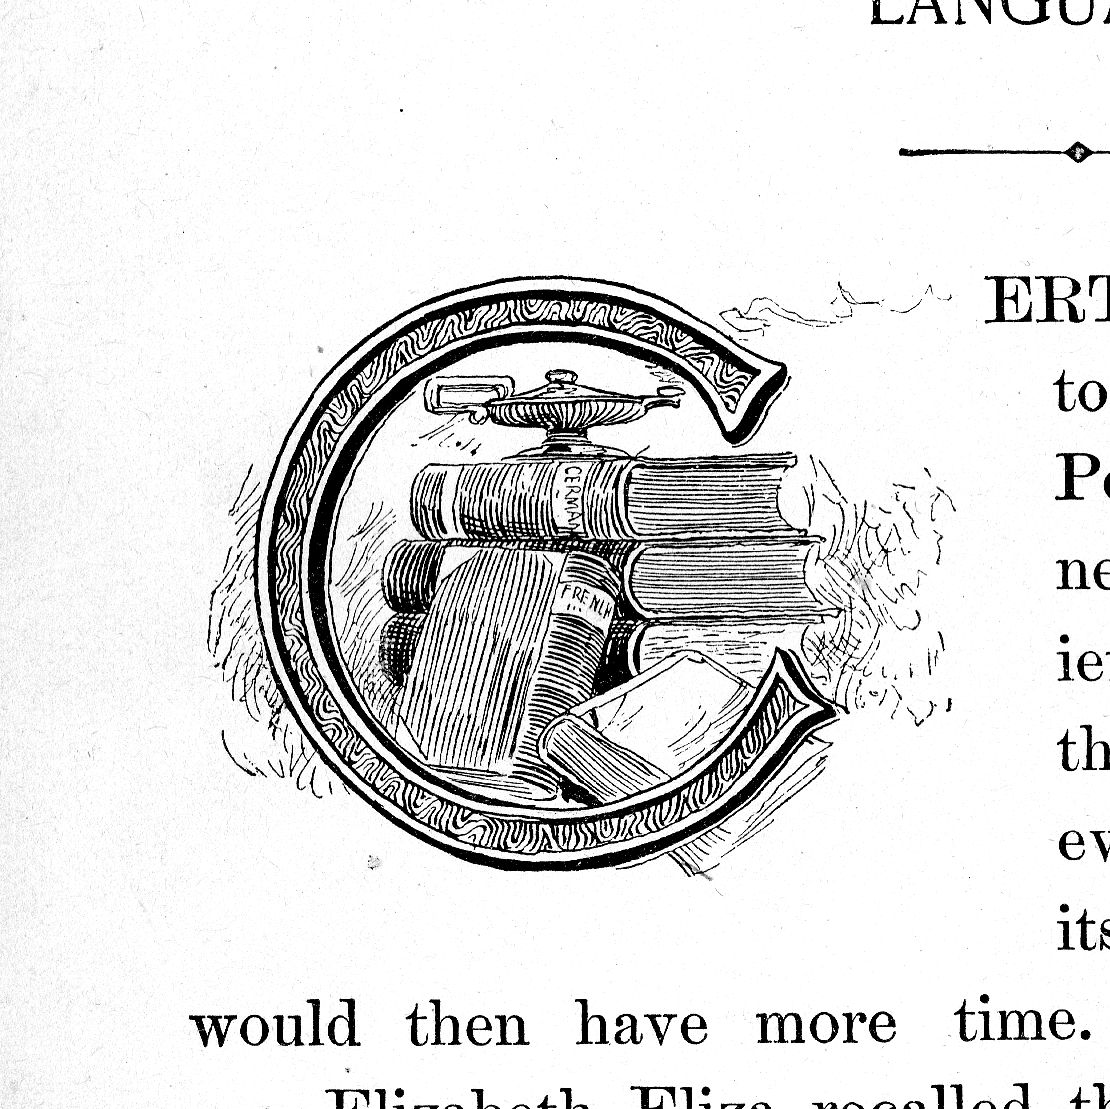 LANGUA
CERT
to
Pe
ne
ier
th
ev
its
GERMAN
FRENCH
would then have more time.
Elizabeth Eliza recalled th